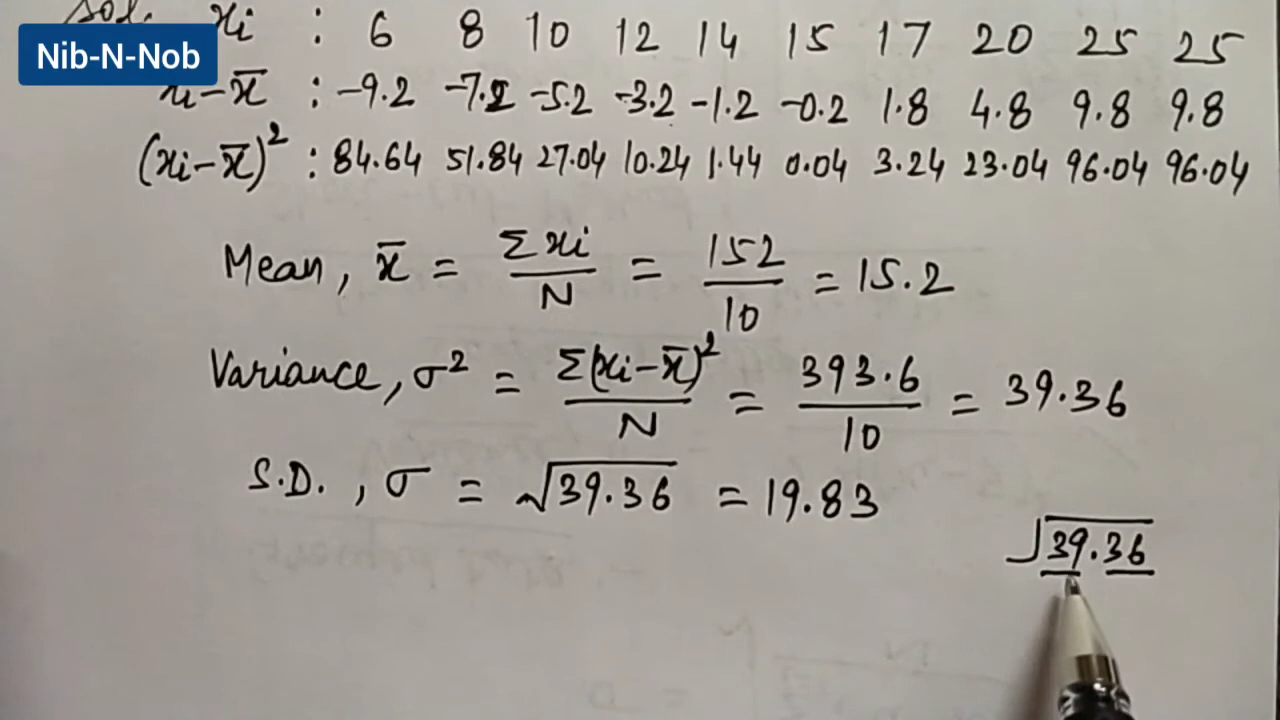 Sol. xi : 6 8 10 12 14 15 17 20 25 25
Nib-N-Nob
xi-x̄ : -9.2 -7.2 -5.2 -3.2 -1.2 -0.2 1.8 4.8 9.8 9.8
(xi-x̄)² : 84.64 51.84 27.04 10.24 1.44 0.04 3.24 23.04 96.04 96.04
Mean, x̄ = Σxi/N = 152/10 = 15.2
Variance, σ² = Σ(xi-x̄)²/N = 393.6/10 = 39.36
S.D., σ = √39.36 = 19.83
√39.36